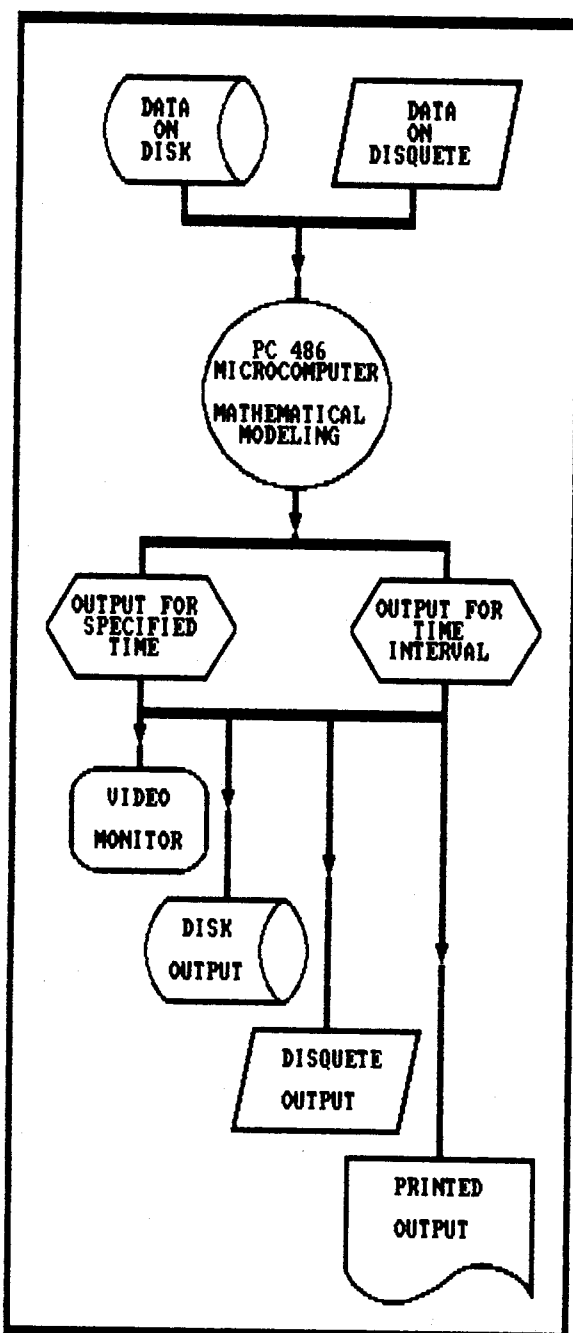 DATA
ON
DISK
DATA
ON
DISQUETE
PC 486
MICROCOMPUTER
MATHEMATICAL
MODELING
OUTPUT FOR
SPECIFIED
TIME
OUTPUT FOR
TIME
INTERVAL
VIDEO
MONITOR
DISK
OUTPUT
DISQUETE
OUTPUT
PRINTED
OUTPUT